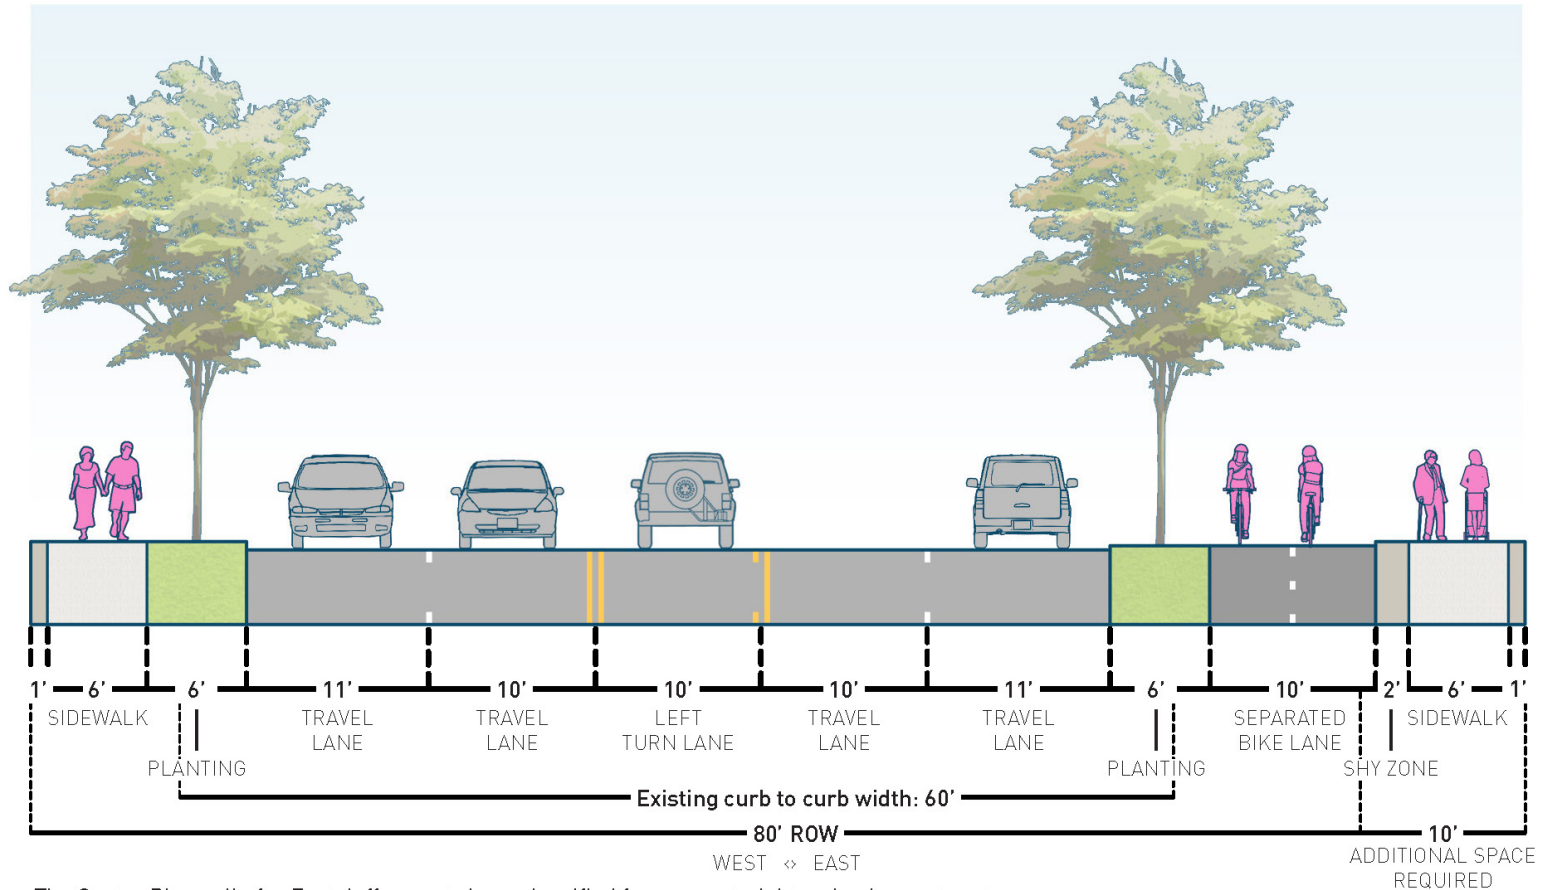 1' 6' 6' 11' 10' 10' 10' 11' 6' 10' 2' 6' 1'
SIDEWALK
TRAVEL
LANE
TRAVEL
LANE
LEFT
TURN LANE
TRAVEL
LANE
TRAVEL
LANE
SEPARATED
BIKE LANE
SIDEWALK
PLANTING
PLANTING
SHY ZONE
Existing curb to curb width: 60'
80' ROW
10'
WEST <> EAST
ADDITIONAL SPACE
REQUIRED